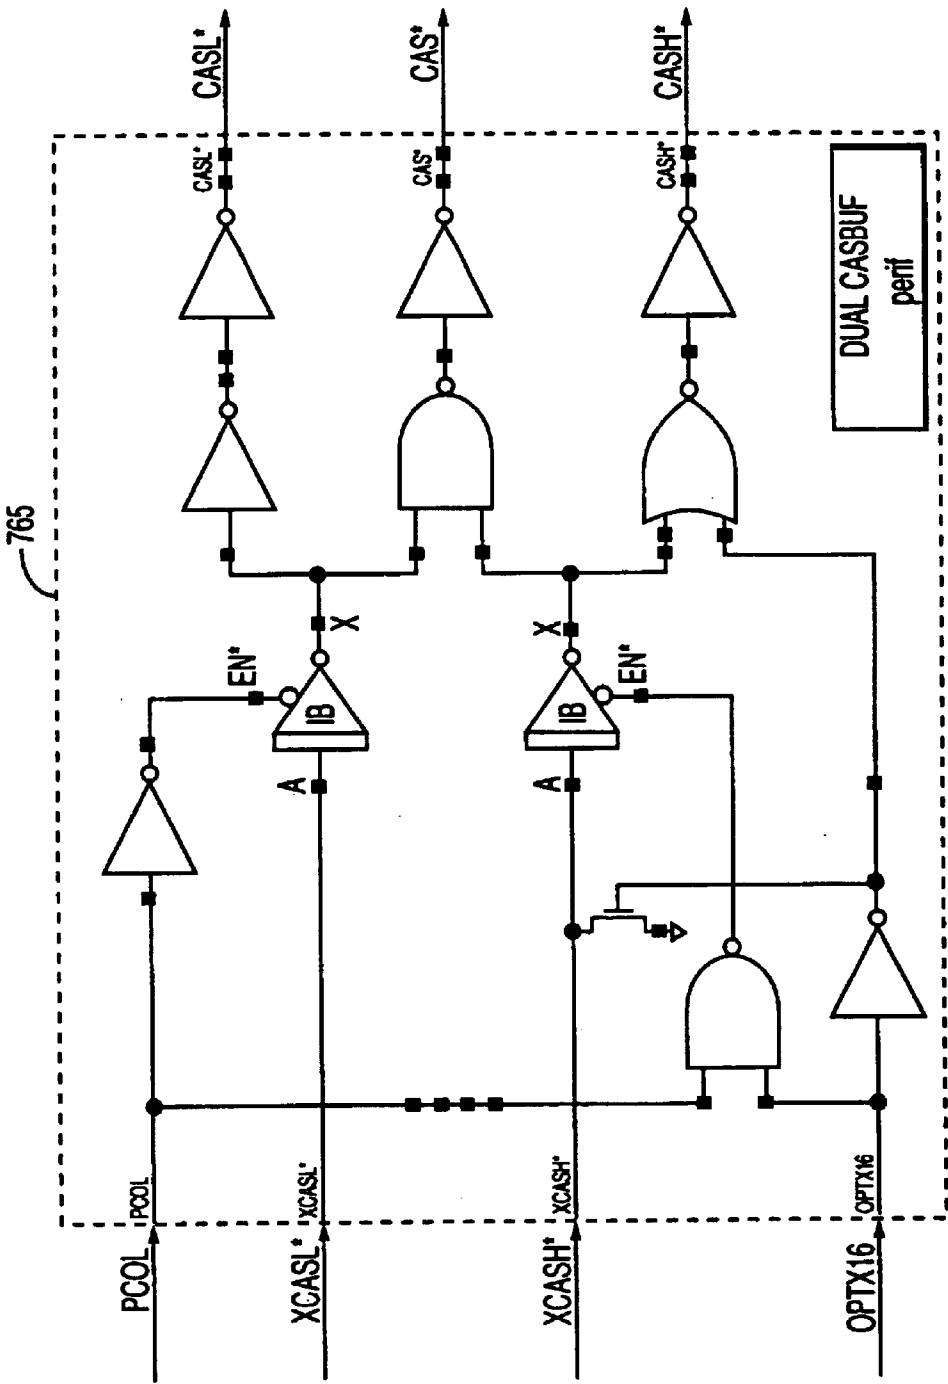 765
PCOL
PCOL
XCASL*
XCASL*
XCASH*
XCASH*
OPTX16
OPTX16
EN*
A
IB
X
A
IB
X
EN*
CASL*
CASL*
CAS*
CAS*
CASH*
CASH*
DUAL CASBUF
perif